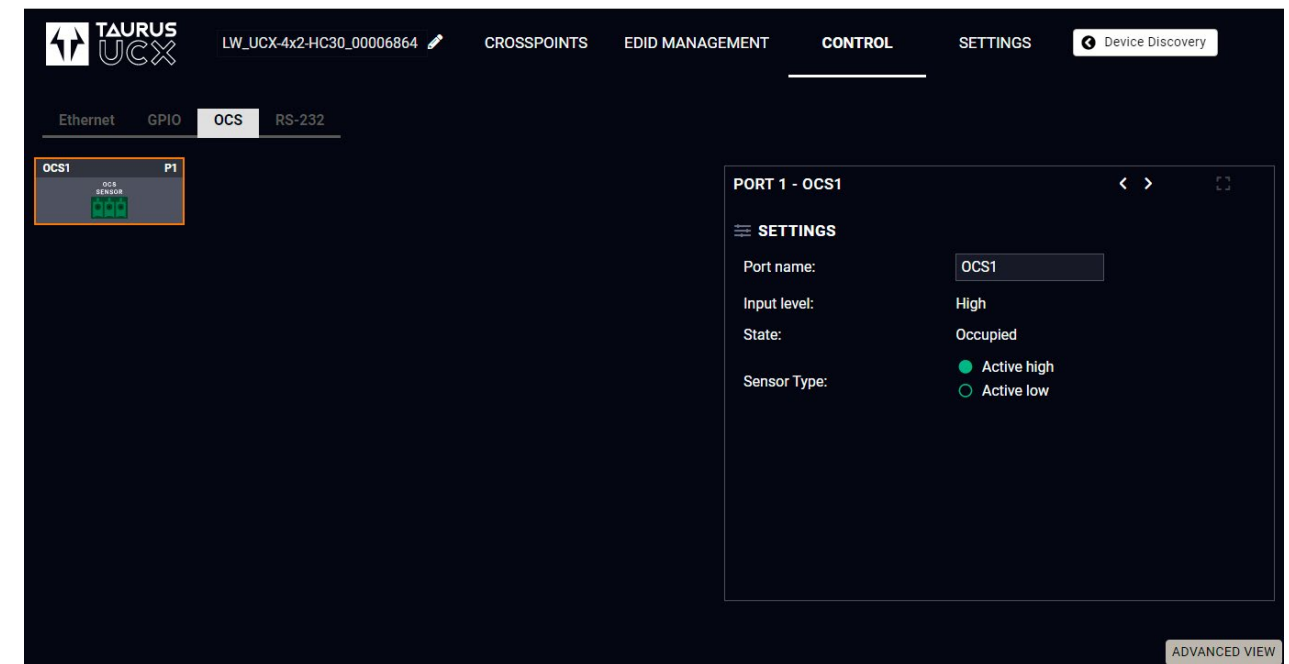 TAURUS
UCX
LW_UCX-4x2-HC30_00006864
CROSSPOINTS
EDID MANAGEMENT
CONTROL
SETTINGS
Device Discovery
Ethernet
GPIO
OCS
RS-232
OCS1 P1
OCS
SENSOR
PORT 1 - OCS1
SETTINGS
Port name: OCS1
Input level: High
State: Occupied
Sensor Type:
Active high
Active low
ADVANCED VIEW